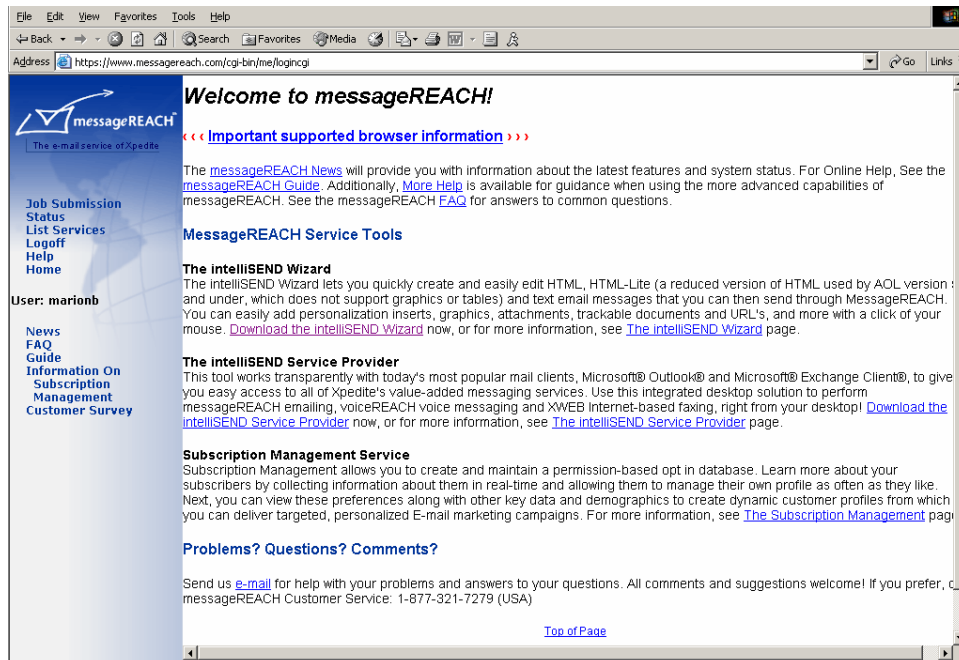 File Edit View Favorites Tools Help
Back Search Favorites Media
Address https://www.messagereach.com/cgi-bin/me/logincgi Go Links
messageREACH
The e-mail service of Xpedite
Job Submission
Status
List Services
Logoff
Help
Home
User: marionb
News
FAQ
Guide
Information On
Subscription
Management
Customer Survey
Welcome to messageREACH!
‹ ‹ ‹ Important supported browser information › › ›
The messageREACH News will provide you with information about the latest features and system status. For Online Help, See the
messageREACH Guide. Additionally, More Help is available for guidance when using the more advanced capabilities of
messageREACH. See the messageREACH FAQ for answers to common questions.
MessageREACH Service Tools
The intelliSEND Wizard
The intelliSEND Wizard lets you quickly create and easily edit HTML, HTML-Lite (a reduced version of HTML used by AOL version
and under, which does not support graphics or tables) and text email messages that you can then send through MessageREACH.
You can easily add personalization inserts, graphics, attachments, trackable documents and URL's, and more with a click of your
mouse. Download the intelliSEND Wizard now, or for more information, see The intelliSEND Wizard page.
The intelliSEND Service Provider
This tool works transparently with today's most popular mail clients, Microsoft® Outlook® and Microsoft® Exchange Client®, to give
you easy access to all of Xpedite's value-added messaging services. Use this integrated desktop solution to perform
messageREACH emailing, voiceREACH voice messaging and XWEB Internet-based faxing, right from your desktop! Download the
intelliSEND Service Provider now, or for more information, see The intelliSEND Service Provider page.
Subscription Management Service
Subscription Management allows you to create and maintain a permission-based opt in database. Learn more about your
subscribers by collecting information about them in real-time and allowing them to manage their own profile as often as they like.
Next, you can view these preferences along with other key data and demographics to create dynamic customer profiles from which
you can deliver targeted, personalized E-mail marketing campaigns. For more information, see The Subscription Management pag
Problems? Questions? Comments?
Send us e-mail for help with your problems and answers to your questions. All comments and suggestions welcome! If you prefer,
messageREACH Customer Service: 1-877-321-7279 (USA)
Top of Page